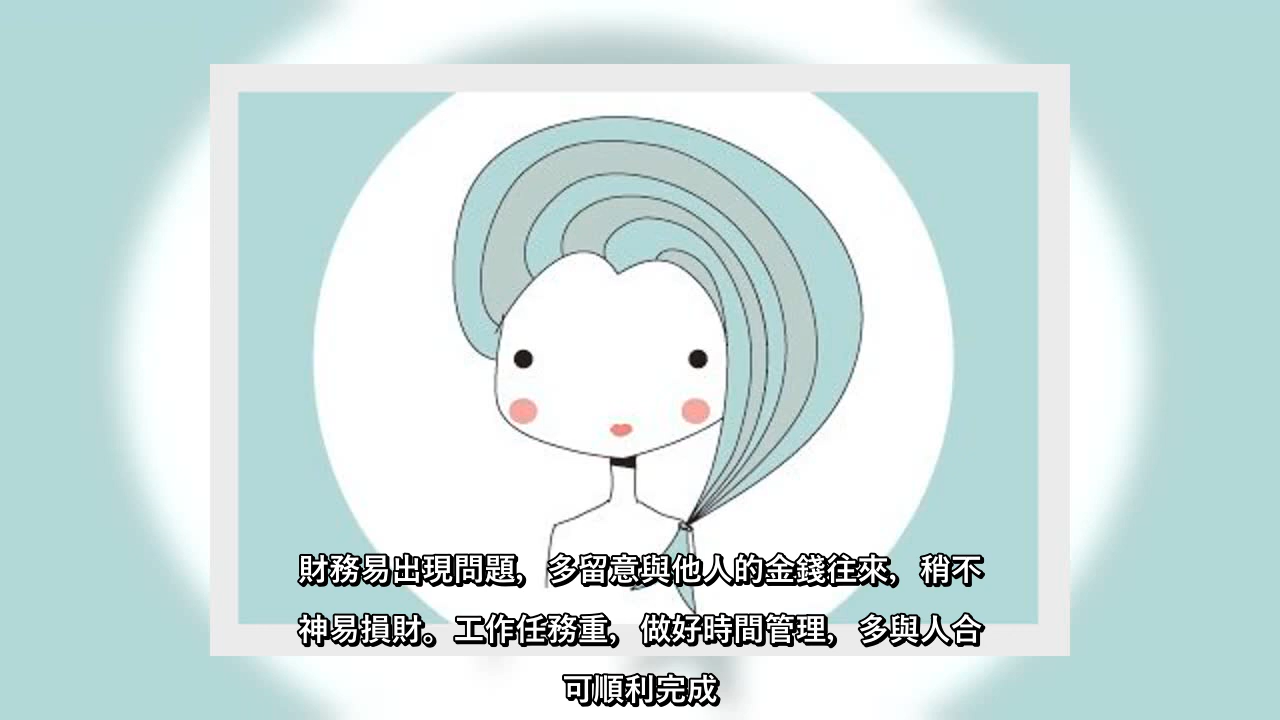 財務易出現問題，多留意與他人的金錢往來，稍不
神易損財。工作任務重，做好時間管理，多與人合
可順利完成